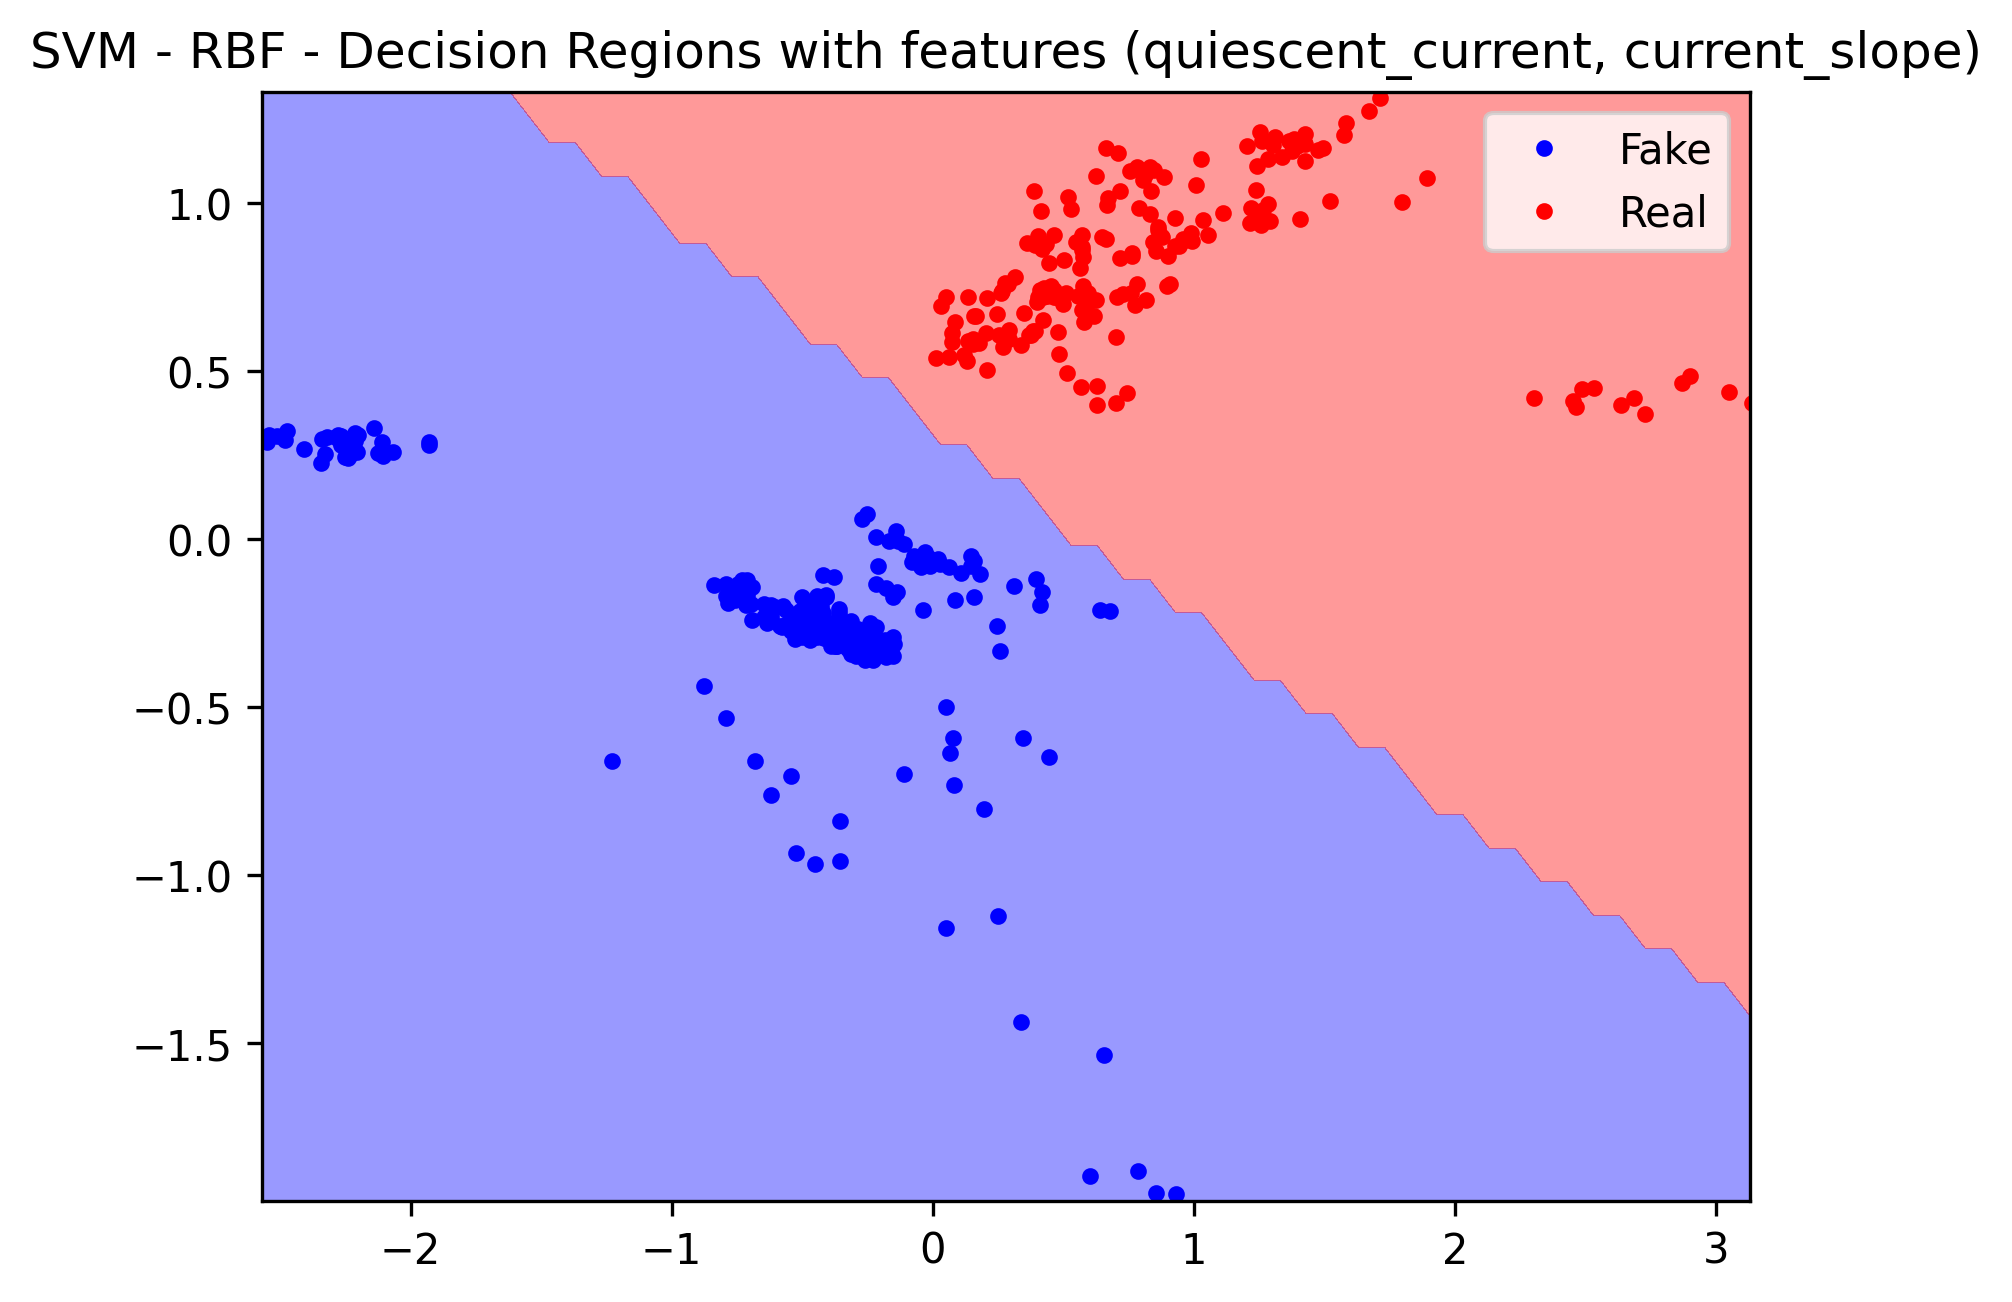 SVM - RBF - Decision Regions with features (quiescent_current, current_slope)
Fake
Real
1.0
0.5
0.0
−0.5
−1.0
−1.5
−2 −1 0 1 2 3